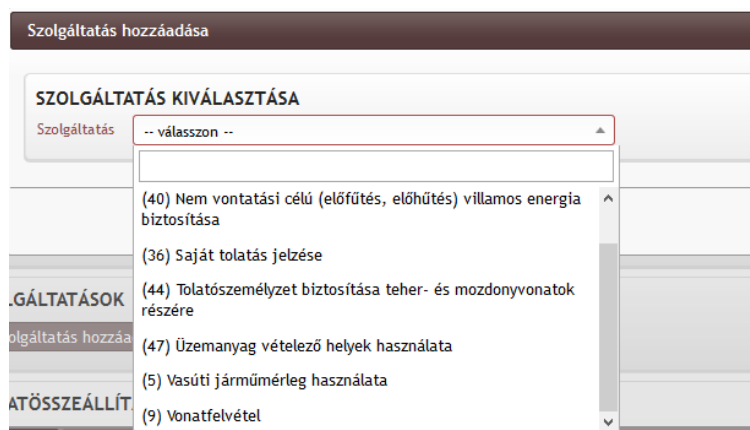 Szolgáltatás hozzáadása
SZOLGÁLTATÁS KIVÁLASZTÁSA
Szolgáltatás
-- válasszon --
(40) Nem vontatási célú (előfűtés, előhűtés) villamos energia
biztosítása
(36) Saját tolatás jelzése
(44) Tolatószemélyzet biztosítása teher- és mozdonyvonatok
részére
(47) Üzemanyag vételező helyek használata
(5) Vasúti járműmérleg használata
(9) Vonatfelvétel
LGÁLTATÁSOK
olgáltatás hozzáa
ATÖSSZEÁLLÍT